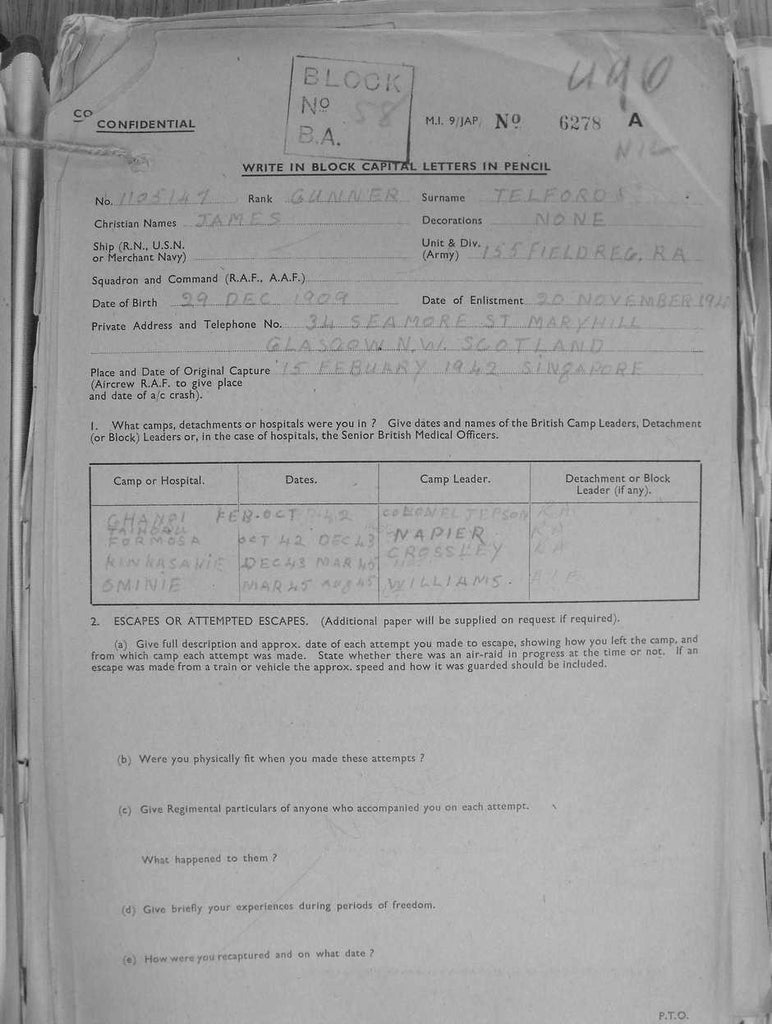 BLOCK
Nº 58
B.A.
490
CO
CONFIDENTIAL
M.I. 9/JAP Nº 6278 A
NIL
WRITE IN BLOCK CAPITAL LETTERS IN PENCIL
No. 1105147 Rank GUNNER Surname TELFORD
Christian Names JAMES Decorations NONE
Ship (R.N., U.S.N. or Merchant Navy) Unit & Div. (Army) 155 FIELD REG. RA
Squadron and Command (R.A.F., A.A.F.)
Date of Birth 29 DEC 1909 Date of Enlistment 20 NOVEMBER
Private Address and Telephone No. 34 SEAMORE ST MARYHILL
GLASGOW N.W. SCOTLAND
Place and Date of Original Capture 15 FEBUARY 1942 SINGAPORE
(Aircrew R.A.F. to give place
and date of a/c crash).
1. What camps, detachments or hospitals were you in ? Give dates and names of the British Camp Leaders, Detachment
(or Block) Leaders or, in the case of hospitals, the Senior British Medical Officers.
Camp or Hospital. Dates. Camp Leader. Detachment or Block
Leader (if any).
FEB-OCT 42 COLONEL
FORMOSA OCT 42 DEC 43 NAPIER
DEC 43 MAR 45 CROSSLEY
OMINIE MAR 45 AUG 45 WILLIAMS.
2. ESCAPES OR ATTEMPTED ESCAPES. (Additional paper will be supplied on request if required).
(a) Give full description and approx. date of each attempt you made to escape, showing how you left the camp, and
from which camp each attempt was made. State whether there was an air-raid in progress at the time or not. If an
escape was made from a train or vehicle the approx. speed and how it was guarded should be included.
(b) Were you physically fit when you made these attempts ?
(c) Give Regimental particulars of anyone who accompanied you on each attempt.
What happened to them ?
(d) Give briefly your experiences during periods of freedom.
(e) How were you recaptured and on what date ?
P.T.O.